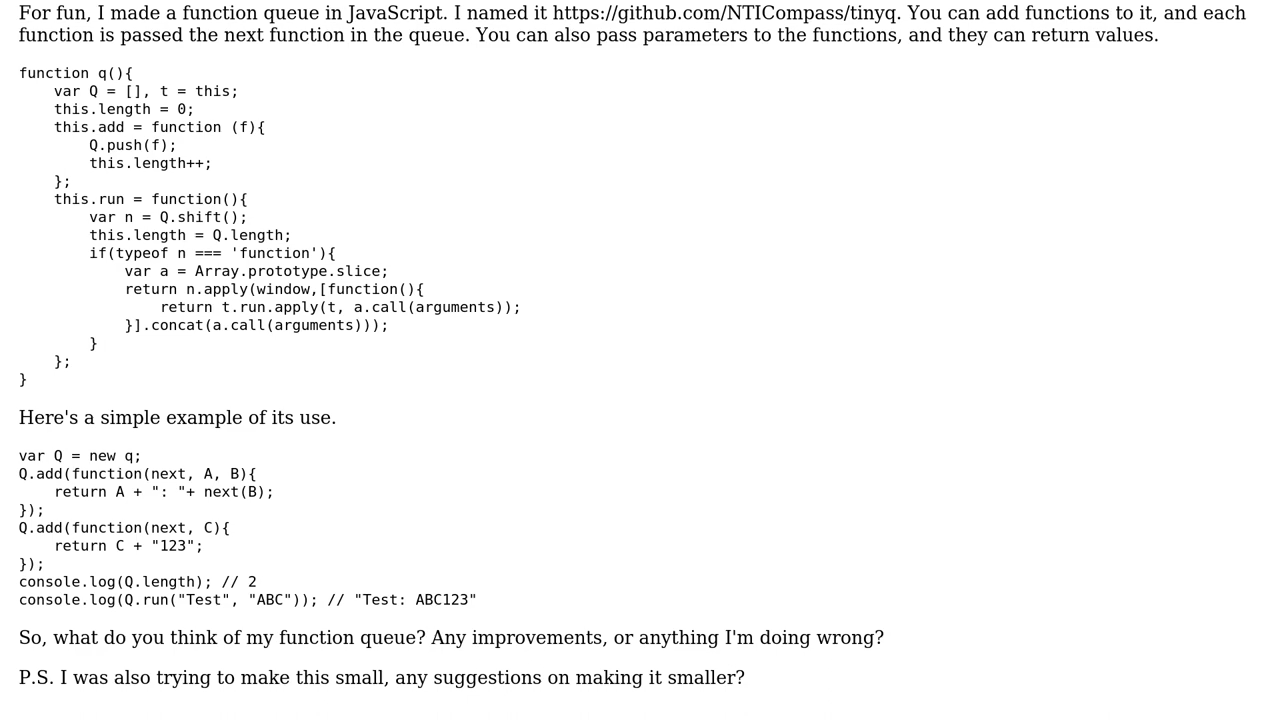 For fun, I made a function queue in JavaScript. I named it https://github.com/NTICompass/tinyq. You can add functions to it, and each
function is passed the next function in the queue. You can also pass parameters to the functions, and they can return values.
function q(){
    var Q = [], t = this;
    this.length = 0;
    this.add = function (f){
        Q.push(f);
        this.length++;
    };
    this.run = function(){
        var n = Q.shift();
        this.length = Q.length;
        if(typeof n === 'function'){
            var a = Array.prototype.slice;
            return n.apply(window,[function(){
                return t.run.apply(t, a.call(arguments));
            }].concat(a.call(arguments)));
        }
    };
}
Here's a simple example of its use.
var Q = new q;
Q.add(function(next, A, B){
    return A + ": "+ next(B);
});
Q.add(function(next, C){
    return C + "123";
});
console.log(Q.length); // 2
console.log(Q.run("Test", "ABC")); // "Test: ABC123"
So, what do you think of my function queue? Any improvements, or anything I'm doing wrong?
P.S. I was also trying to make this small, any suggestions on making it smaller?